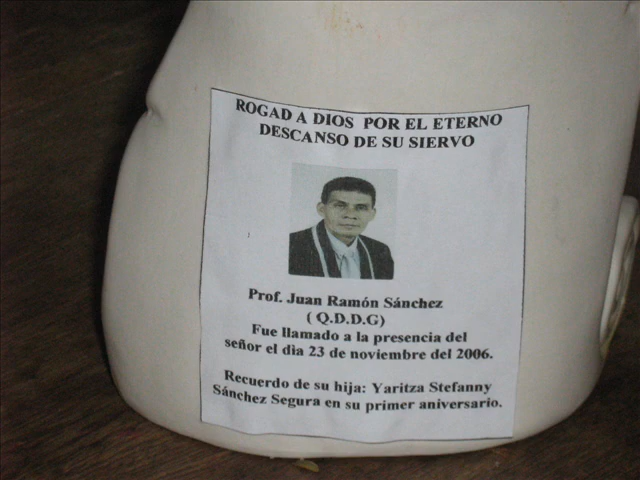 ROGAD A DIOS POR EL ETERNO
DESCANSO DE SU SIERVO
Prof. Juan Ramón Sánchez
( Q.D.D.G)
Fue llamado a la presencia del
señor el dìa 23 de noviembre del 2006.
Recuerdo de su hija: Yaritza Stefanny
Sánchez Segura en su primer aniversario.